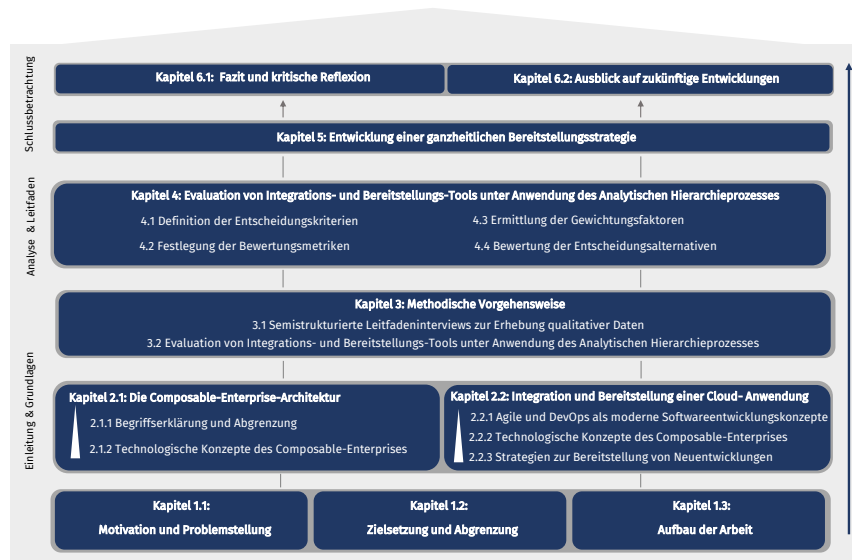 Schlussbetrachtung
Kapitel 6.1: Fazit und kritische Reflexion
Kapitel 6.2: Ausblick auf zukünftige Entwicklungen
Kapitel 5: Entwicklung einer ganzheitlichen Bereitstellungsstrategie
Analyse & Leitfaden
Kapitel 4: Evaluation von Integrations- und Bereitstellungs-Tools unter Anwendung des Analytischen Hierarchieprozesses
4.1 Definition der Entscheidungskriterien
4.2 Festlegung der Bewertungsmetriken
4.3 Ermittlung der Gewichtungsfaktoren
4.4 Bewertung der Entscheidungsalternativen
Kapitel 3: Methodische Vorgehensweise
3.1 Semistrukturierte Leitfadeninterviews zur Erhebung qualitativer Daten
3.2 Evaluation von Integrations- und Bereitstellungs-Tools unter Anwendung des Analytischen Hierarchieprozesses
Einleitung & Grundlagen
Kapitel 2.1: Die Composable-Enterprise-Architektur
2.1.1 Begriffserklärung und Abgrenzung
2.1.2 Technologische Konzepte des Composable-Enterprises
Kapitel 2.2: Integration und Bereitstellung einer Cloud- Anwendung
2.2.1 Agile und DevOps als moderne Softwareentwicklungskonzepte
2.2.2 Technologische Konzepte des Composable-Enterprises
2.2.3 Strategien zur Bereitstellung von Neuentwicklungen
Kapitel 1.1:
Motivation und Problemstellung
Kapitel 1.2:
Zielsetzung und Abgrenzung
Kapitel 1.3:
Aufbau der Arbeit